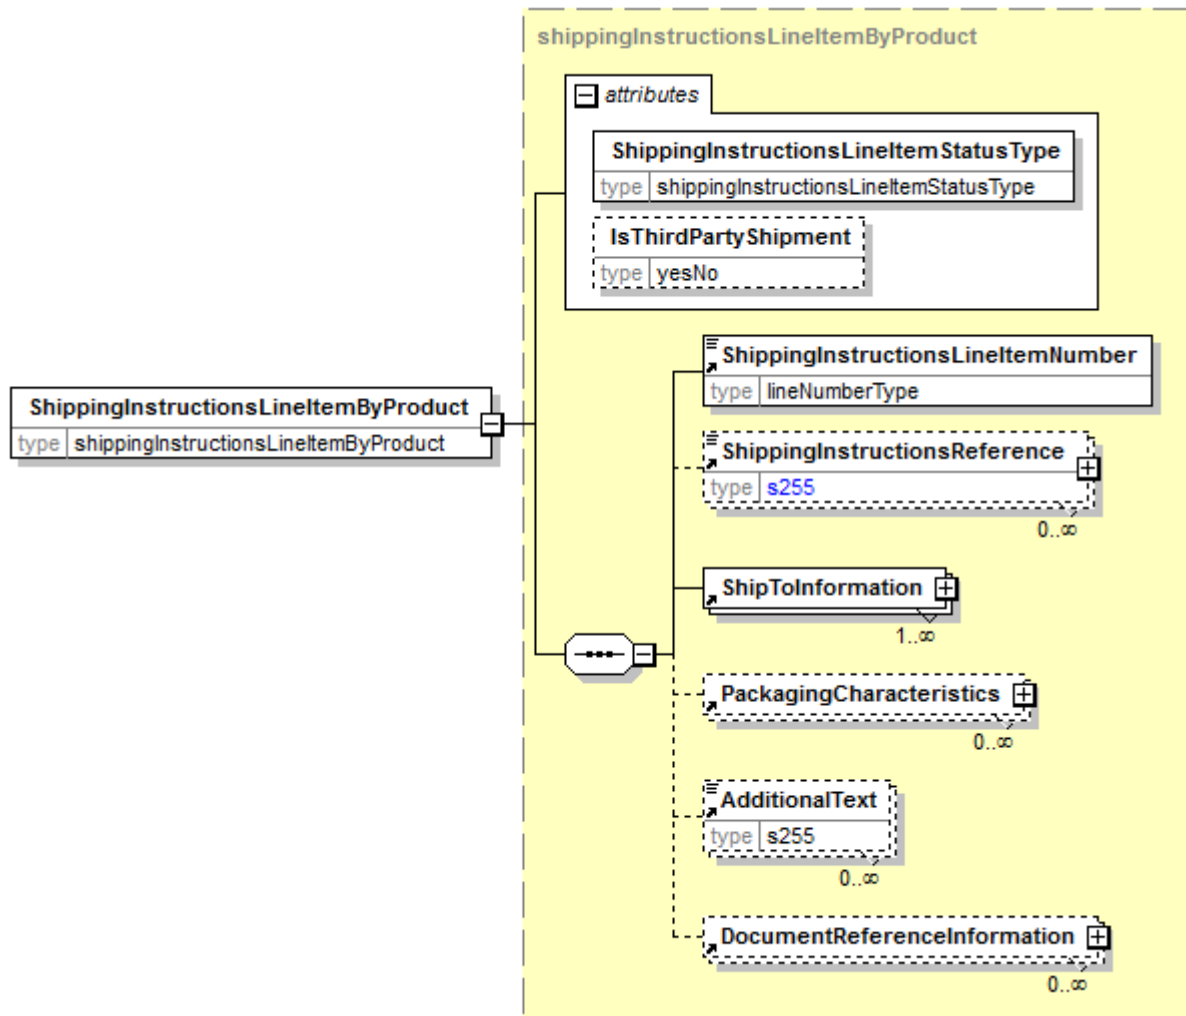 shippingInstructionsLineItemByProduct
attributes
ShippingInstructionsLineItemStatusType
type shippingInstructionsLineItemStatusType
IsThirdPartyShipment
type yesNo
ShippingInstructionsLineItemByProduct
type shippingInstructionsLineItemByProduct
ShippingInstructionsLineItemNumber
type lineNumberType
ShippingInstructionsReference
type s255
0..∞
ShipToInformation
1..∞
PackagingCharacteristics
0..∞
AdditionalText
type s255
0..∞
DocumentReferenceInformation
0..∞